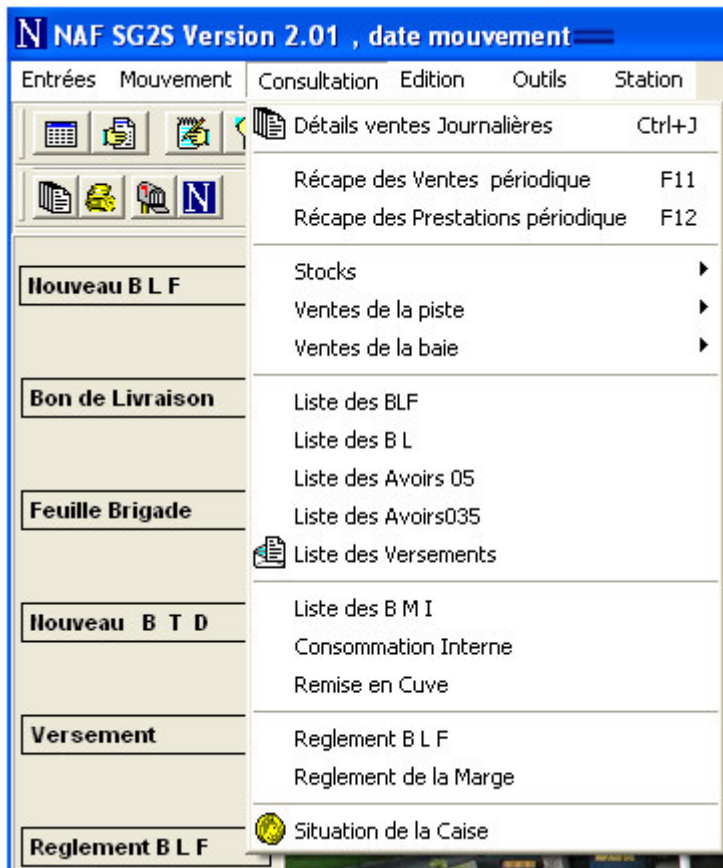 N NAF SG2S Version 2.01 , date mouvement
Entrées Mouvement Consultation Edition Outils Station
Détails ventes Journalières Ctrl+J
Récape des Ventes périodique F11
N
Récape des Prestations périodique F12
Nouveau B L F
Stocks
Ventes de la piste
Ventes de la baie
Bon de Livraison
Liste des BLF
Liste des B L
Liste des Avoirs 05
Feuille Brigade
Liste des Avoirs035
Liste des Versements
Nouveau B T D
Liste des B M I
Consommation Interne
Remise en Cuve
Versement
Reglement B L F
Reglement de la Marge
Reglement B L F
Situation de la Caise